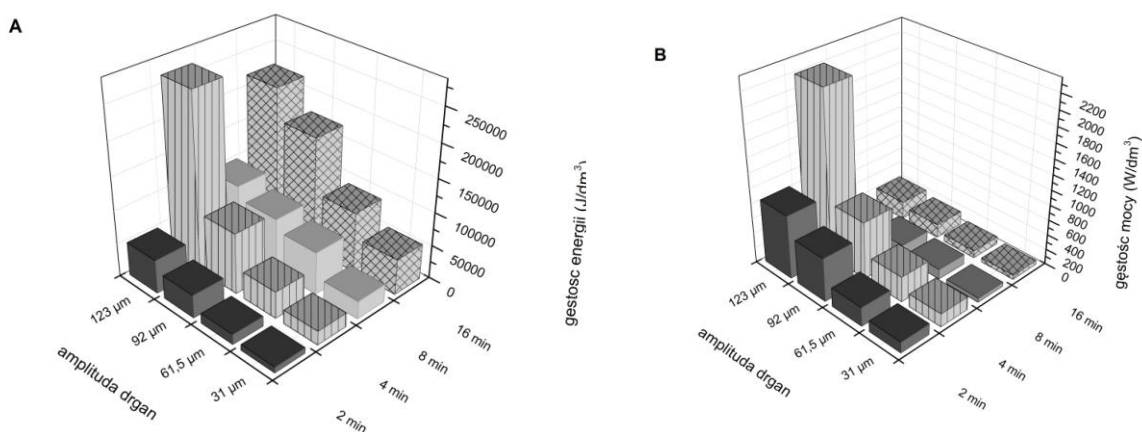 A
250000
200000
150000
100000
50000
0
gestosc energii (J/dm³)
123 µm
92 µm
61,5 µm
31 µm
amplituda drgan
16 min
8 min
4 min
2 min
B
2200
2000
1800
1600
1400
1200
1000
800
600
400
200
0
gęstośc mocy (W/dm³)
123 µm
92 µm
61,5 µm
31 µm
amplituda drgan
16 min
8 min
4 min
2 min